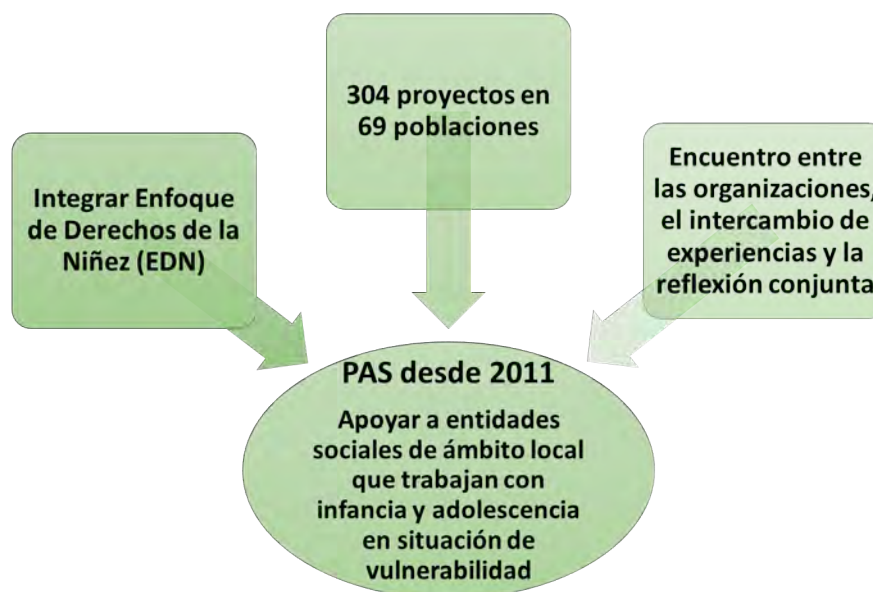 304 proyectos en
69 poblaciones
Integrar Enfoque
de Derechos de la
Niñez (EDN)
Encuentro entre
las organizaciones,
el intercambio de
experiencias y la
reflexión conjunta
PAS desde 2011
Apoyar a entidades
sociales de ámbito local
que trabajan con
infancia y adolescencia
en situación de
vulnerabilidad